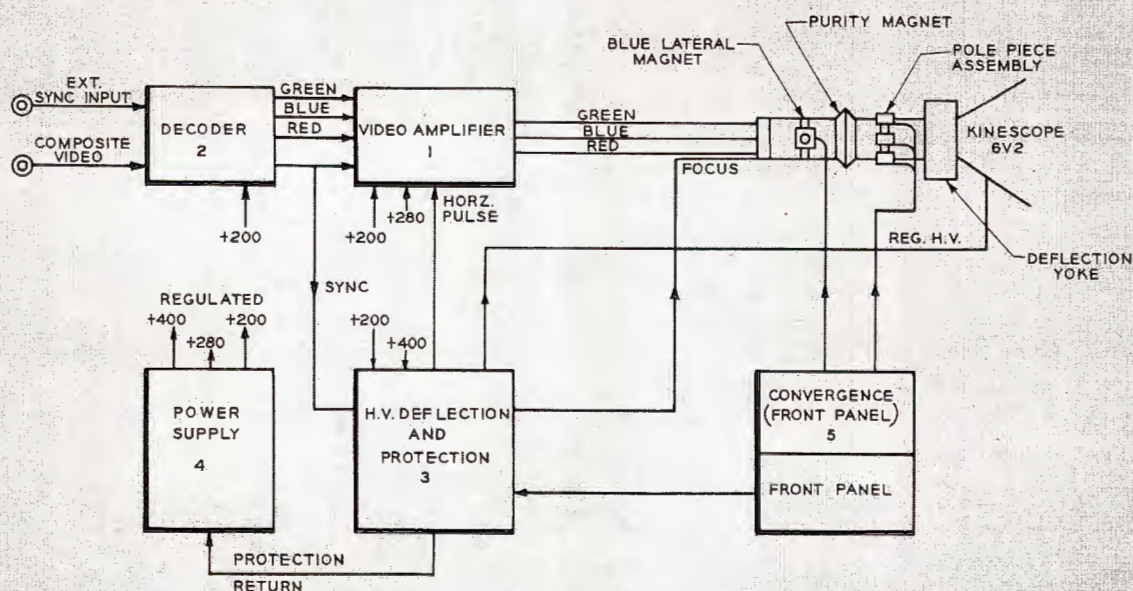 PURITY MAGNET
BLUE LATERAL
MAGNET
POLE PIECE
ASSEMBLY
EXT.
SYNC INPUT
COMPOSITE
VIDEO
DECODER
2
GREEN
BLUE
RED
VIDEO AMPLIFIER
1
GREEN
BLUE
RED
FOCUS
KINESCOPE
6V2
+200
+200
+280
HORZ.
PULSE
REG. H.V.
DEFLECTION
YOKE
SYNC
REGULATED
+400
+280
+200
+200
+400
POWER
SUPPLY
4
H.V. DEFLECTION
AND
PROTECTION
3
CONVERGENCE
(FRONT PANEL)
5
FRONT PANEL
PROTECTION
RETURN